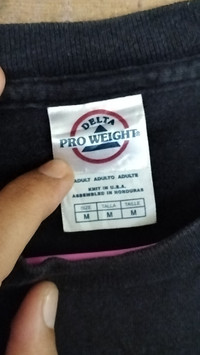 DELTA
PRO WEIGHT
ADULT ADULTO ADULTE
KNIT IN U.S.A.
ASSEMBLED IN HONDURAS
SIZE TALLA TAILLE
M M M